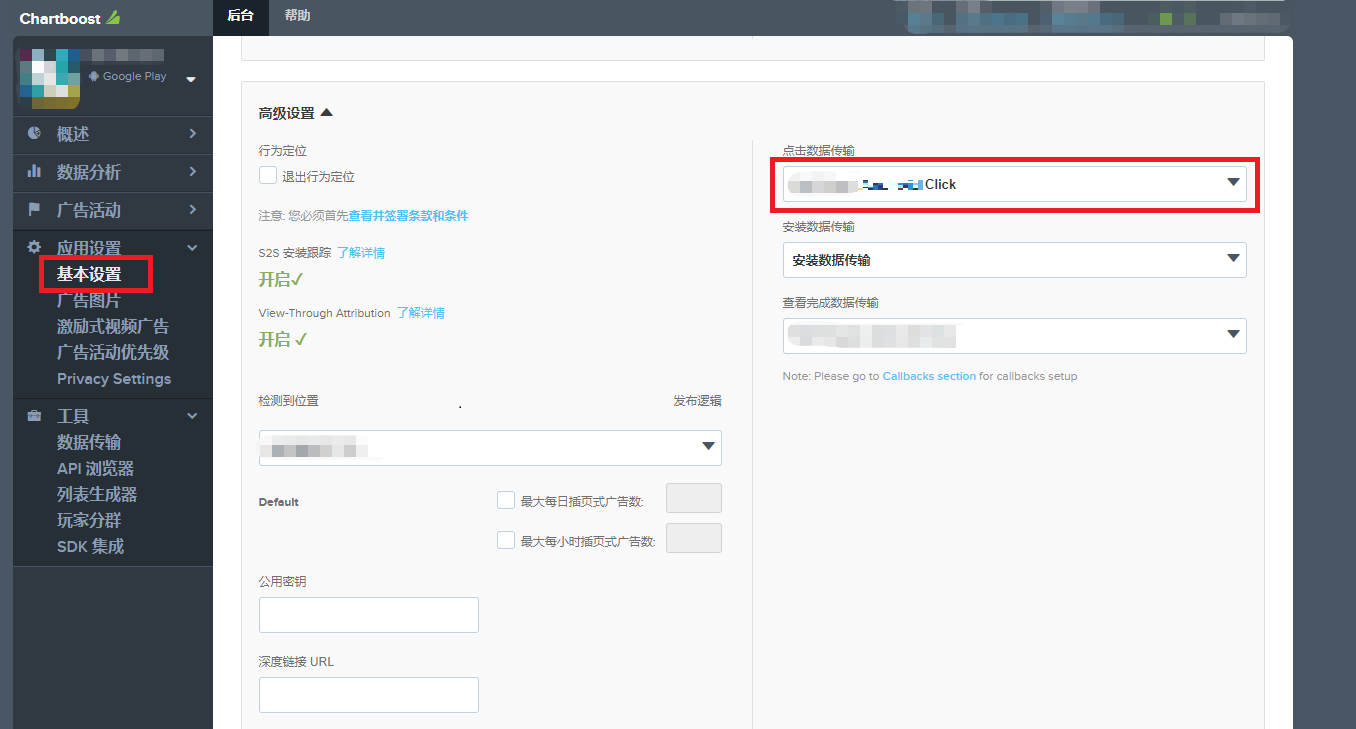 Chartboost
后台
帮助
Google Play
概述
数据分析
广告活动
应用设置
基本设置
广告图片
激励式视频广告
广告活动优先级
Privacy Settings
工具
数据传输
API 浏览器
列表生成器
玩家分群
SDK 集成
高级设置
行为定位
退出行为定位
注意: 您必须首先查看并签署条款和条件
S2S 安装跟踪 了解详情
开启✓
View-Through Attribution 了解详情
开启 ✓
检测到位置 发布逻辑
Default
最大每日插页式广告数:
最大每小时插页式广告数:
公用密钥
深度链接 URL
点击数据传输
Click
安装数据传输
安装数据传输
查看完成数据传输
Note: Please go to Callbacks section for callbacks setup